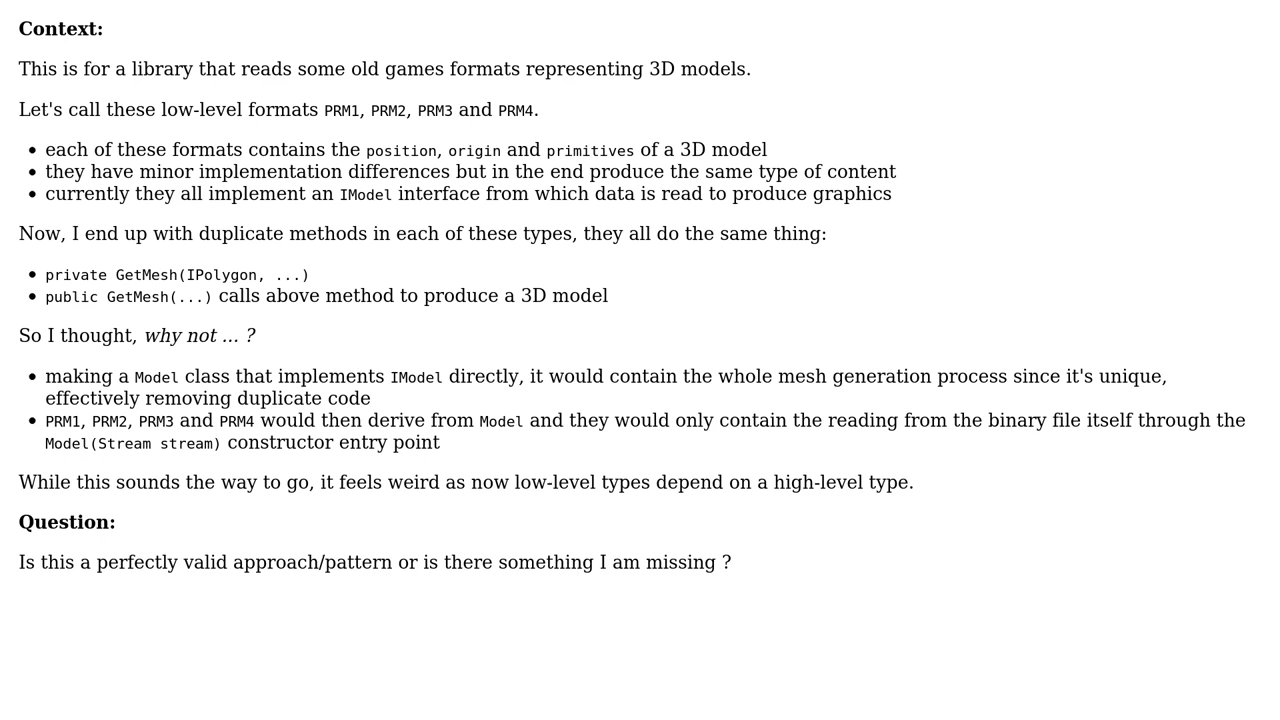 Context:
This is for a library that reads some old games formats representing 3D models.
Let's call these low-level formats PRM1, PRM2, PRM3 and PRM4.
• each of these formats contains the position, origin and primitives of a 3D model
• they have minor implementation differences but in the end produce the same type of content
• currently they all implement an IModel interface from which data is read to produce graphics
Now, I end up with duplicate methods in each of these types, they all do the same thing:
• private GetMesh(IPolygon, ...)
• public GetMesh(...) calls above method to produce a 3D model
So I thought, why not ... ?
• making a Model class that implements IModel directly, it would contain the whole mesh generation process since it's unique,
effectively removing duplicate code
• PRM1, PRM2, PRM3 and PRM4 would then derive from Model and they would only contain the reading from the binary file itself through the
Model(Stream stream) constructor entry point
While this sounds the way to go, it feels weird as now low-level types depend on a high-level type.
Question:
Is this a perfectly valid approach/pattern or is there something I am missing ?